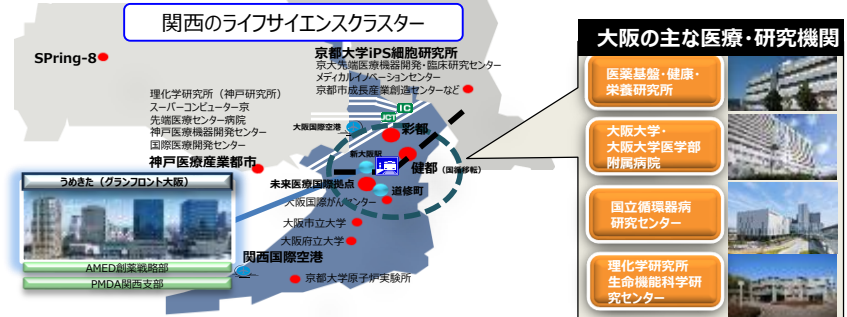 関西のライフサイエンスクラスター
SPring-8
京都大学iPS細胞研究所
京大先端医療機器開発・臨床研究センター
メディカルイノベーションセンター
京都市成長産業創造センターなど
理化学研究所（神戸研究所）
スーパーコンピューター京
先端医療センター病院
神戸医療機器開発センター
国際医療開発センター
神戸医療産業都市
IC
JCT
大阪国際空港
彩都
新大阪駅
健都（国循移転）
未来医療国際拠点
道修町
大阪国際がんセンター
大阪市立大学
大阪府立大学
関西国際空港
京都大学原子炉実験所
うめきた（グランフロント大阪）
AMED創薬戦略部
PMDA関西支部
大阪の主な医療・研究機関
医薬基盤・健康・
栄養研究所
大阪大学・
大阪大学医学部
附属病院
国立循環器病
研究センター
理化学研究所
生命機能科学研
究センター